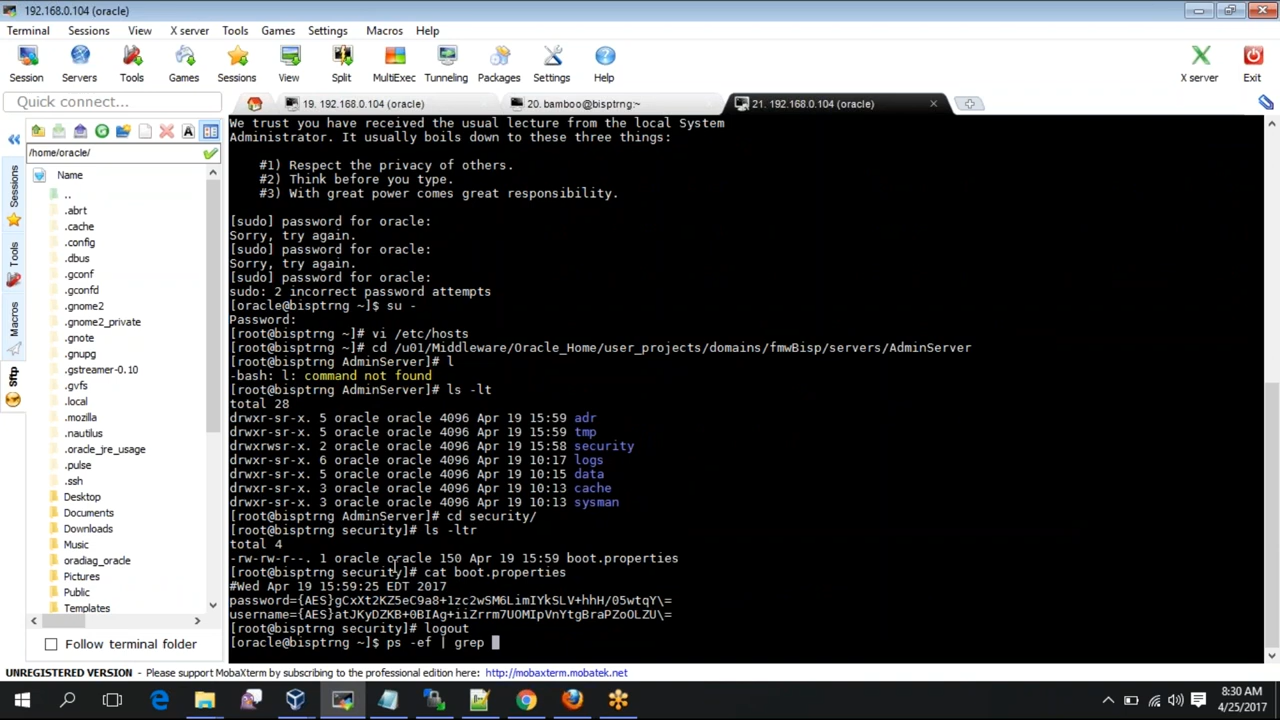 192.168.0.104 (oracle)
Terminal Sessions View X server Tools Games Settings Macros Help
Session Servers Tools Games Sessions View Split MultiExec Tunneling Packages Settings Help X server Exit
Quick connect...
19. 192.168.0.104 (oracle)
20. bamboo@bisptrng:~
21. 192.168.0.104 (oracle)
/home/oracle/
Name
..
.abrt
.cache
.config
.dbus
.gconf
.gconfd
.gnome2
.gnome2_private
.gnote
.gnupg
.gstreamer-0.10
.gvfs
.local
.mozilla
.nautilus
.oracle_jre_usage
.pulse
.ssh
Desktop
Documents
Downloads
Music
oradiag_oracle
Pictures
Public
Templates
Follow terminal folder
Sessions
Tools
Macros
Sftp
We trust you have received the usual lecture from the local System
Administrator. It usually boils down to these three things:
#1) Respect the privacy of others.
#2) Think before you type.
#3) With great power comes great responsibility.
[sudo] password for oracle:
Sorry, try again.
[sudo] password for oracle:
Sorry, try again.
[sudo] password for oracle:
sudo: 2 incorrect password attempts
[oracle@bisptrng ~]$ su -
Password:
[root@bisptrng ~]# vi /etc/hosts
[root@bisptrng ~]# cd /u01/Middleware/Oracle_Home/user_projects/domains/fmwBisp/servers/AdminServer
[root@bisptrng AdminServer]# l
-bash: l: command not found
[root@bisptrng AdminServer]# ls -lt
total 28
drwxr-sr-x. 5 oracle oracle 4096 Apr 19 15:59 adr
drwxr-sr-x. 5 oracle oracle 4096 Apr 19 15:59 tmp
drwxrwsr-x. 2 oracle oracle 4096 Apr 19 15:58 security
drwxr-sr-x. 6 oracle oracle 4096 Apr 19 10:17 logs
drwxr-sr-x. 5 oracle oracle 4096 Apr 19 10:15 data
drwxr-sr-x. 3 oracle oracle 4096 Apr 19 10:13 cache
drwxr-sr-x. 3 oracle oracle 4096 Apr 19 10:13 sysman
[root@bisptrng AdminServer]# cd security/
[root@bisptrng security]# ls -ltr
total 4
-rw-rw-r--. 1 oracle oracle 150 Apr 19 15:59 boot.properties
[root@bisptrng security]# cat boot.properties
#Wed Apr 19 15:59:25 EDT 2017
password={AES}gCxXt2KZ5eC9a8+1zc2wSM6LimIYkSLV+hhH/05wtqY\=
username={AES}atJKyDZKB+0BIAg+iiZrrm7UOMIpVnYtgBraPZoOLZU\=
[root@bisptrng security]# logout
[oracle@bisptrng ~]$ ps -ef | grep
UNREGISTERED VERSION - Please support MobaXterm by subscribing to the professional edition here: http://mobaxterm.mobatek.net
8:30 AM
4/25/2017